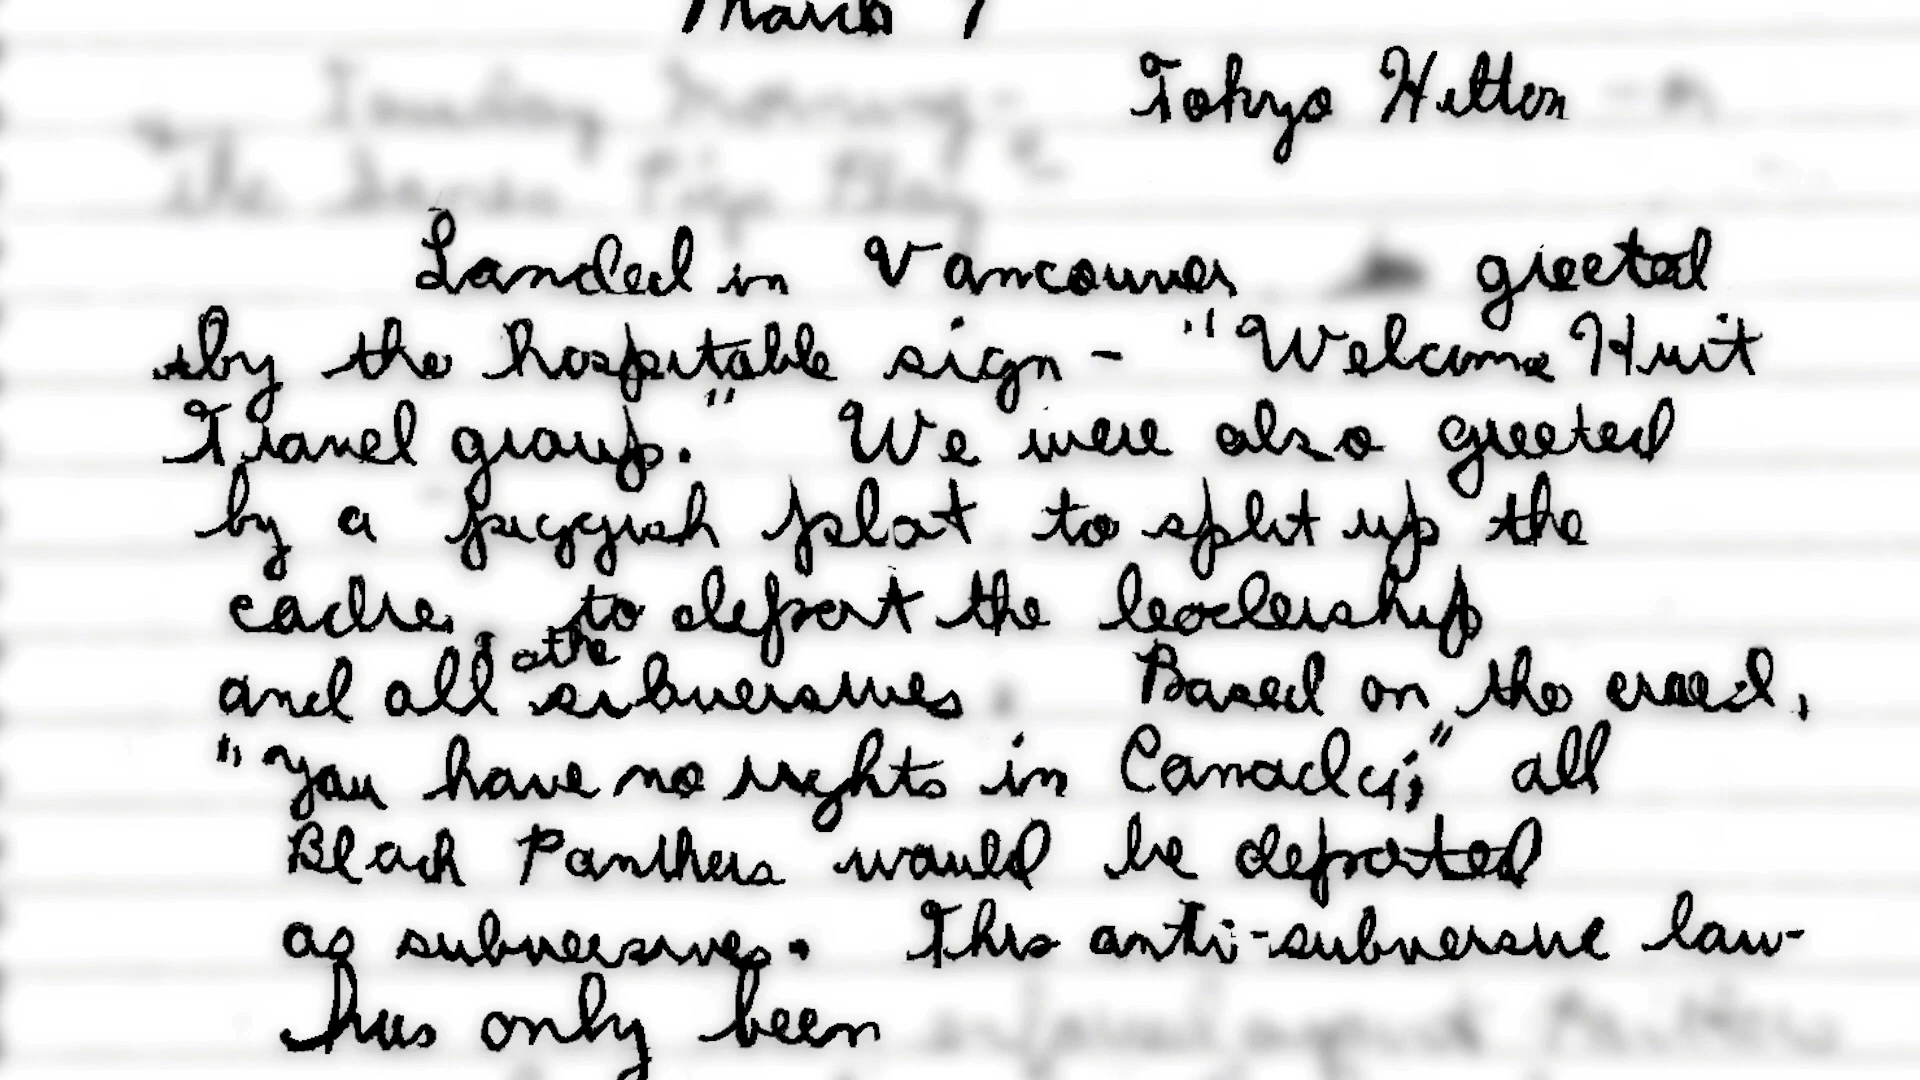 March 7
Tokyo Hilton
Landed in Vancouver greeted
by the hospitable sign - "Welcome Huit
Travel group." We were also greeted
by a piggish plot to split up the
cadre, to deport the leadership
and all other subversives. Based on the creed,
"You have no rights in Canada;" all
Black Panthers would be deported
as subversives. This anti-subversive law-
has only been